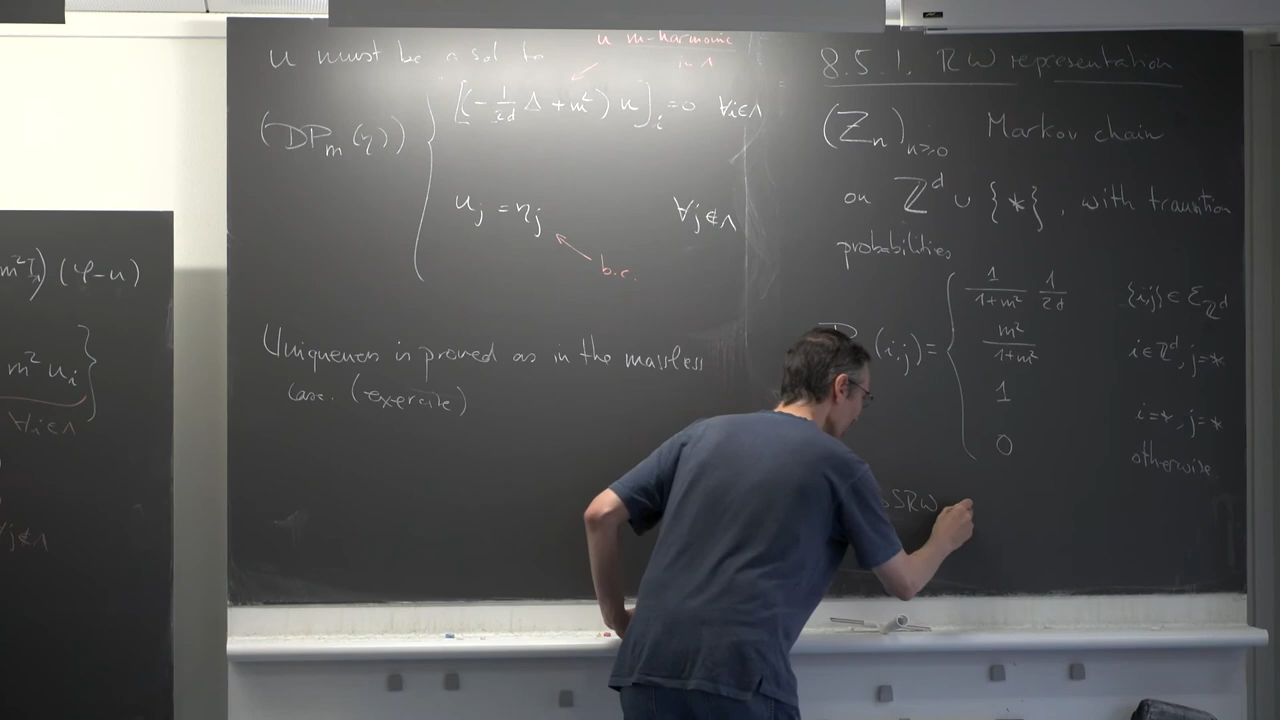 m² 1_Λ) (φ-u)
m² u_i }
∀i∈Λ
∀j∉Λ
u must be a sol to
u m-harmonic
in Λ
(DP_m(η)) { [(-1/2d Δ + m²) u]_i = 0 ∀i∈Λ
u_j = η_j ∀j∉Λ
b.c.
Uniqueness is proved as in the massless
case. (exercise)
8.5.1. RW representation
(Z_n)_{n≥0} Markov chain
on ℤ^d ∪ {*}, with transition
probabilities
P (i,j) = { 1/(1+m²) 1/2d {i,j} ∈ ℰ_{ℤ^d}
m²/(1+m²) i∈ℤ^d, j=*
1 i=*, j=*
0 otherwise.
SRW